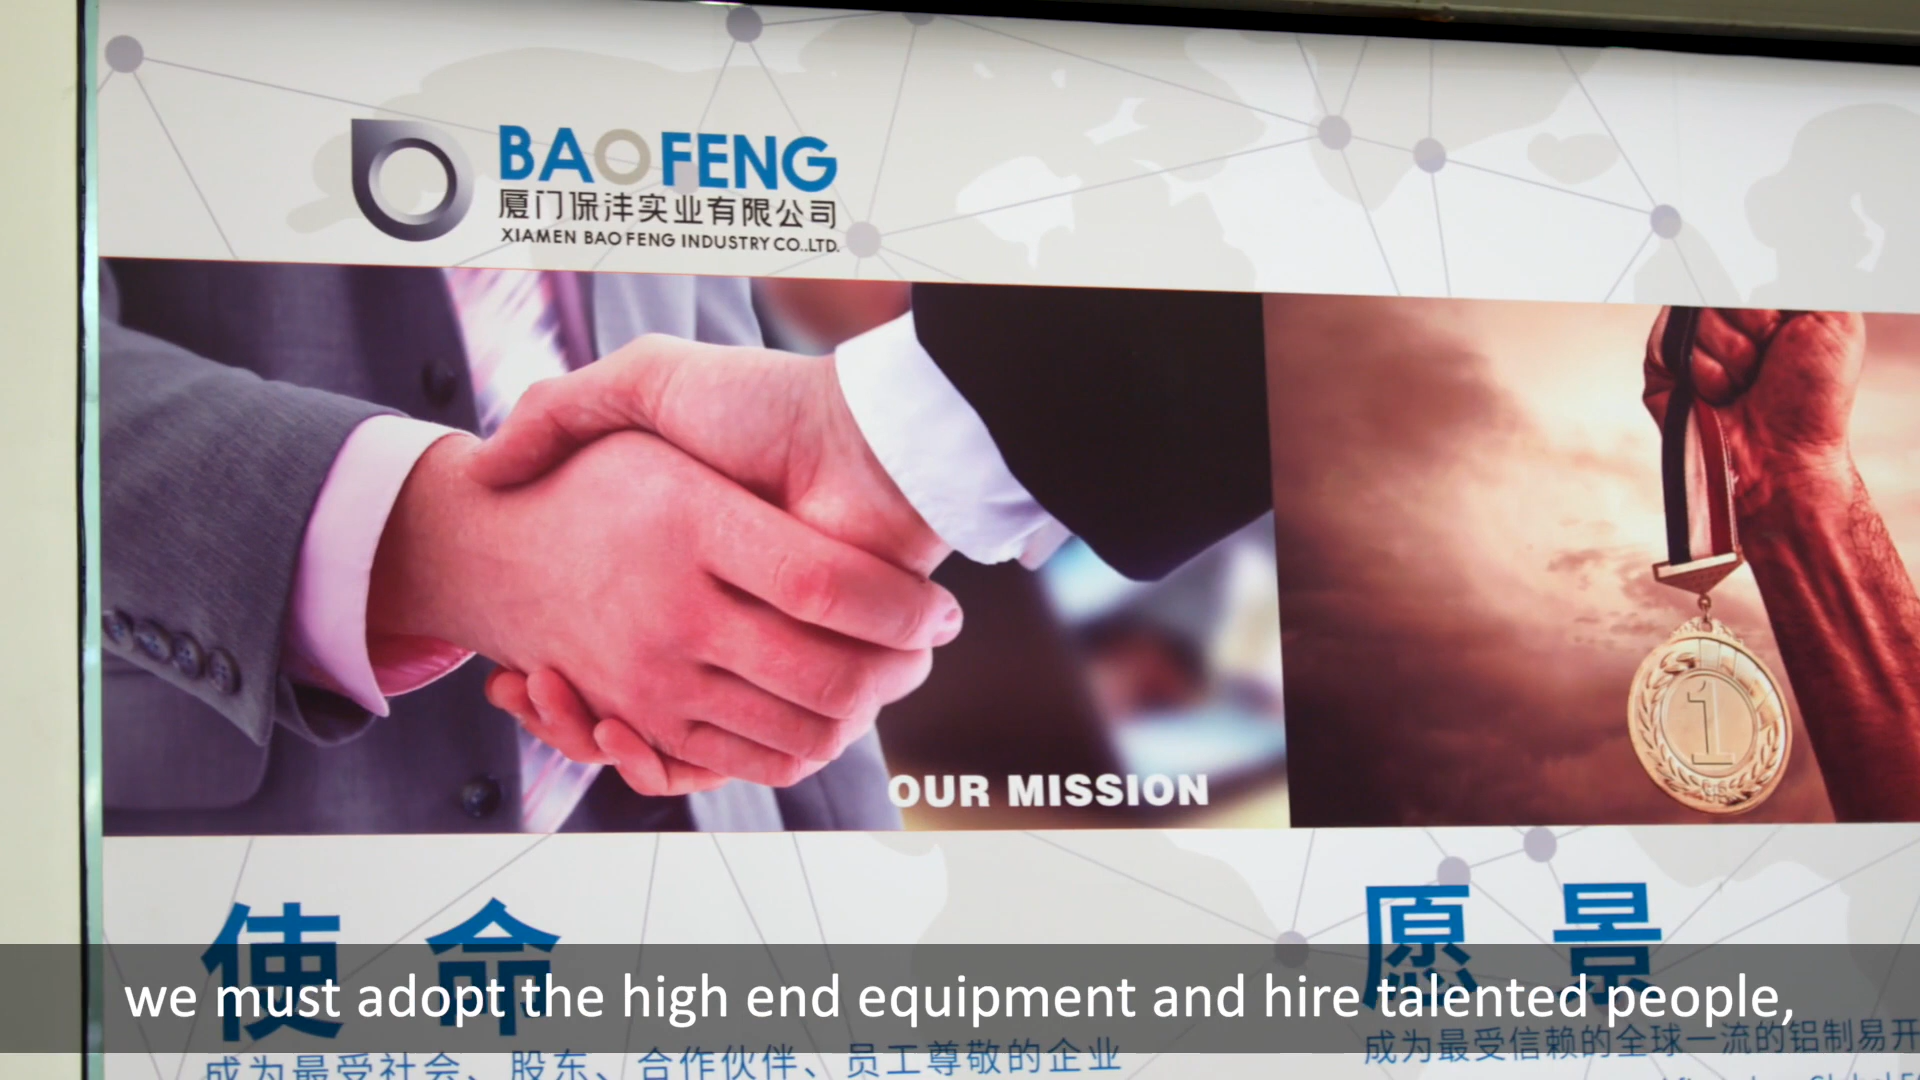 BAOFENG
厦门保沣实业有限公司
XIAMEN BAO FENG INDUSTRY CO.,LTD.
OUR MISSION
1
使命
愿景
we must adopt the high end equipment and hire talented people,
成为最受社会、股东、合作伙伴、员工尊敬的企业
成为最受信赖的全球一流的铝制易开